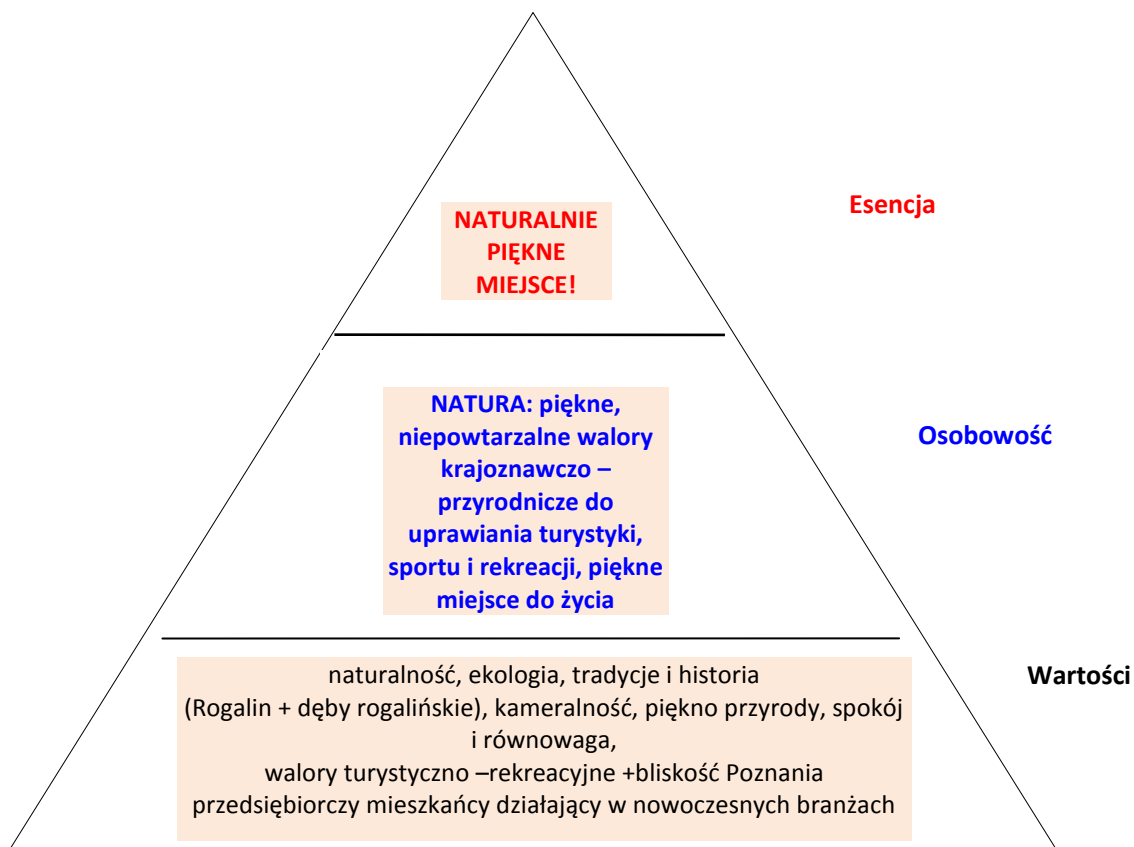 Esencja
NATURALNIE
PIĘKNE
MIEJSCE!
NATURA: piękne,
niepowtarzalne walory
krajoznawczo –
przyrodnicze do
uprawiania turystyki,
sportu i rekreacji, piękne
miejsce do życia
Osobowość
naturalność, ekologia, tradycje i historia
(Rogalin + dęby rogalińskie), kameralność, piękno przyrody, spokój
i równowaga,
walory turystyczno –rekreacyjne +bliskość Poznania
przedsiębiorczy mieszkańcy działający w nowoczesnych branżach
Wartości